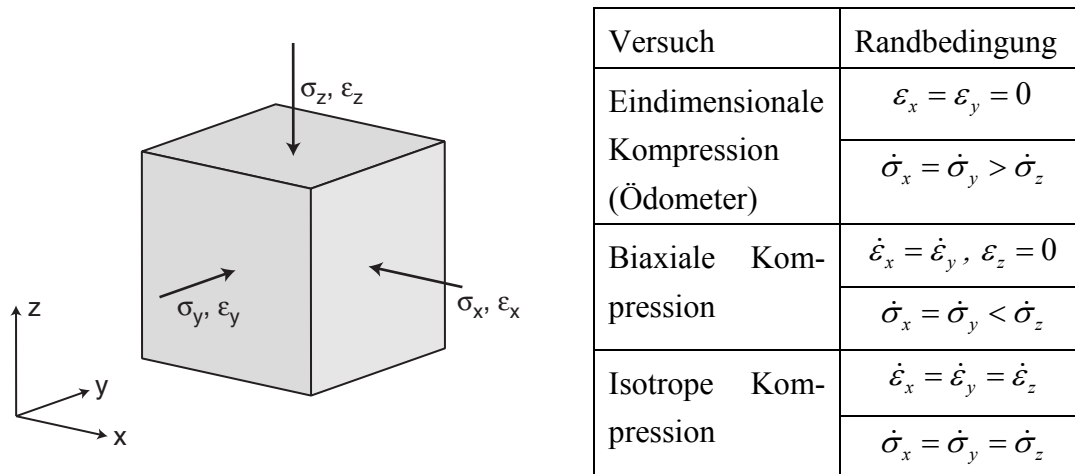 σz, εz
σy, εy
σx, εx
z
y
x
Versuch Randbedingung
Eindimensionale
Kompression
(Ödometer)
εx = εy = 0
σ̇x = σ̇y > σ̇z
Biaxiale Kom-
pression
ε̇x = ε̇y , εz = 0
σ̇x = σ̇y < σ̇z
Isotrope Kom-
pression
ε̇x = ε̇y = ε̇z
σ̇x = σ̇y = σ̇z